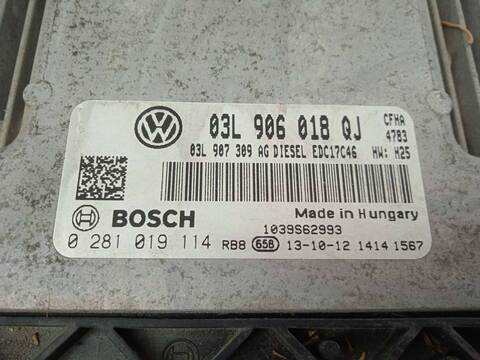 03L 906 018 QJ
CFHA
4783
03L 907 309 AG DIESEL EDC17C46 HW: H25
BOSCH
Made in Hungary
1039S62993
0 281 019 114 RB8 656 13-10-12 1414 1567